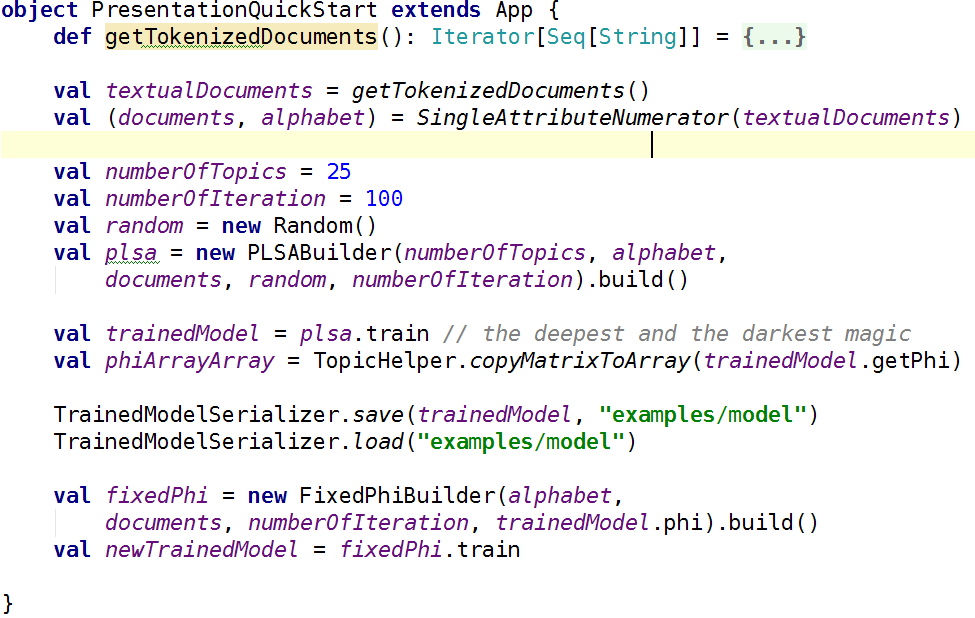 object PresentationQuickStart extends App {
    def getTokenizedDocuments(): Iterator[Seq[String]] = {...}
    val textualDocuments = getTokenizedDocuments()
    val (documents, alphabet) = SingleAttributeNumerator(textualDocuments)
    val numberOfTopics = 25
    val numberOfIteration = 100
    val random = new Random()
    val plsa = new PLSABuilder(numberOfTopics, alphabet,
        documents, random, numberOfIteration).build()
    val trainedModel = plsa.train // the deepest and the darkest magic
    val phiArrayArray = TopicHelper.copyMatrixToArray(trainedModel.getPhi)
    TrainedModelSerializer.save(trainedModel, "examples/model")
    TrainedModelSerializer.load("examples/model")
    val fixedPhi = new FixedPhiBuilder(alphabet,
        documents, numberOfIteration, trainedModel.phi).build()
    val newTrainedModel = fixedPhi.train
}